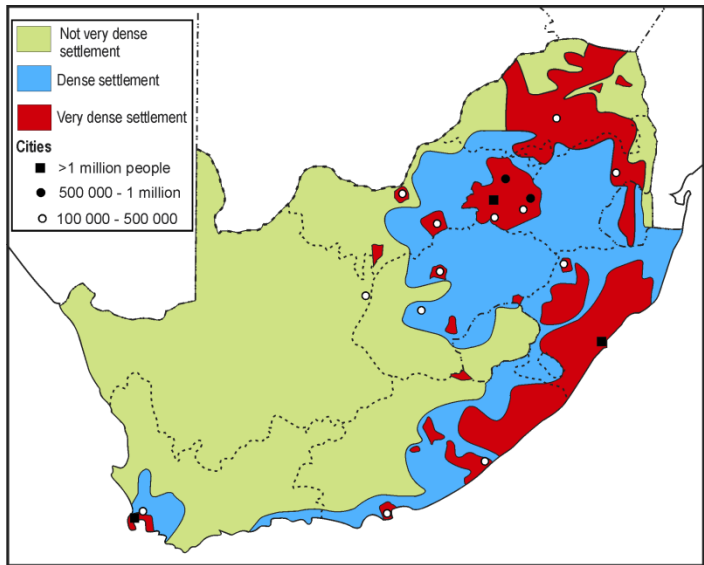 Not very dense
settlement
Dense settlement
Very dense settlement
Cities
>1 million people
500 000 - 1 million
100 000 - 500 000